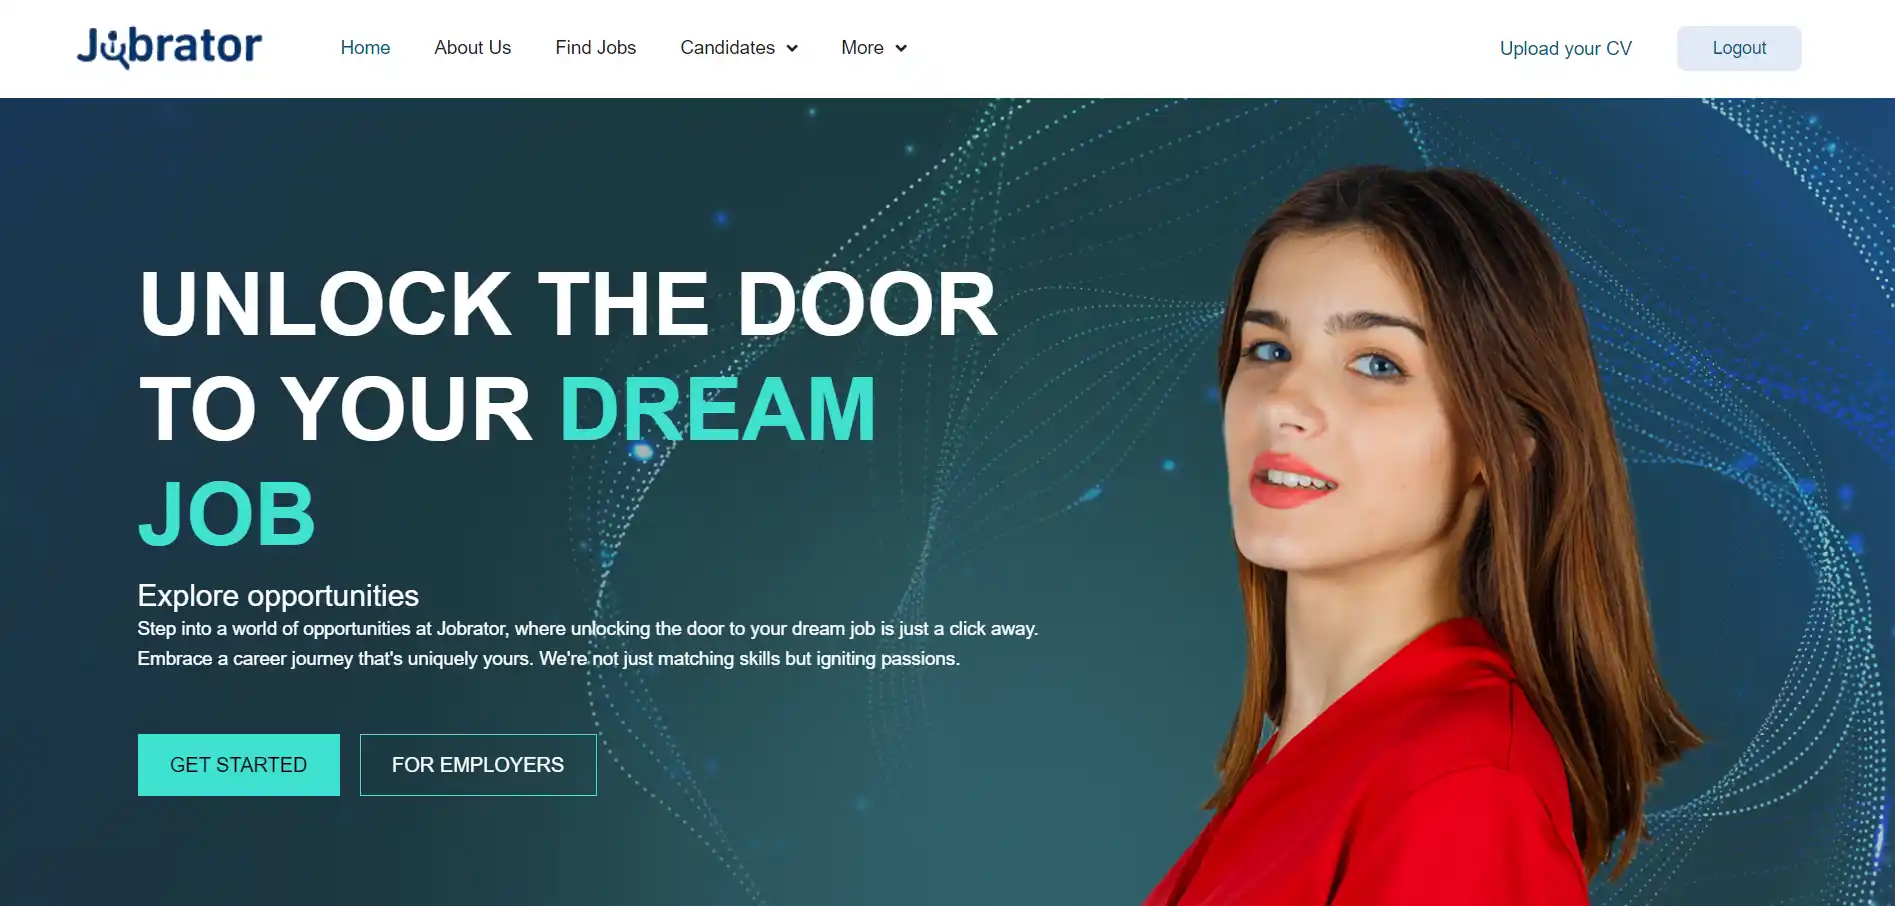 Jobrator
Home
About Us
Find Jobs
Candidates
More
Upload your CV
Logout
UNLOCK THE DOOR
TO YOUR DREAM
JOB
Explore opportunities
Step into a world of opportunities at Jobrator, where unlocking the door to your dream job is just a click away.
Embrace a career journey that's uniquely yours. We're not just matching skills but igniting passions.
GET STARTED
FOR EMPLOYERS